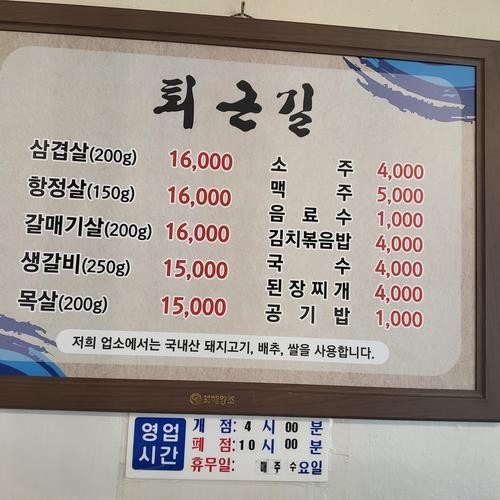 퇴근길
삼겹살(200g) 16,000
항정살(150g) 16,000
갈매기살(200g) 16,000
생갈비(250g) 15,000
목살(200g) 15,000
소주 4,000
맥주 5,000
음료수 1,000
김치볶음밥 4,000
국수 4,000
된장찌개 4,000
공기밥 1,000
저희 업소에서는 국내산 돼지고기, 배추, 쌀을 사용합니다.
보해양조
영업시간
개점: 4 시 00 분
폐점: 10 시 00 분
휴무일: 매주 수요일